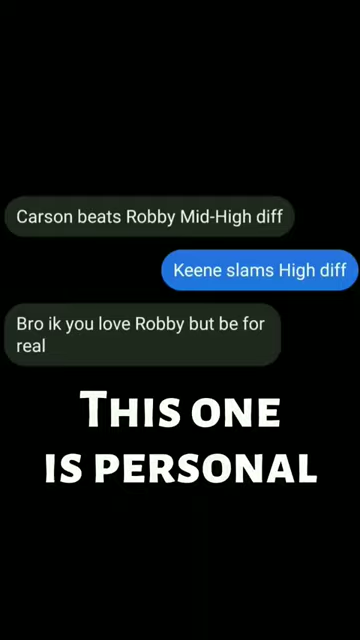 Carson beats Robby Mid-High diff
Keene slams High diff
Bro ik you love Robby but be for
real
THIS ONE
IS PERSONAL